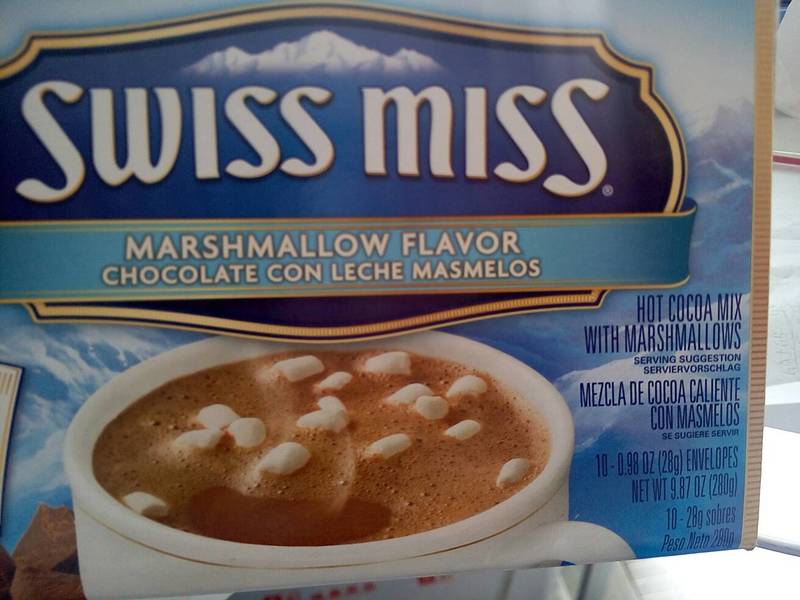 SWISS MISS®
MARSHMALLOW FLAVOR
CHOCOLATE CON LECHE MASMELOS
HOT COCOA MIX
WITH MARSHMALLOWS
SERVING SUGGESTION
SERVIERVORSCHLAG
MEZCLA DE COCOA CALIENTE
CON MASMELOS
SE SUGIERE SERVIR
10 - 0.98 OZ (28g) ENVELOPES
NET WT 9.87 OZ (280g)
10 - 28g sobres
Peso Neto 280g